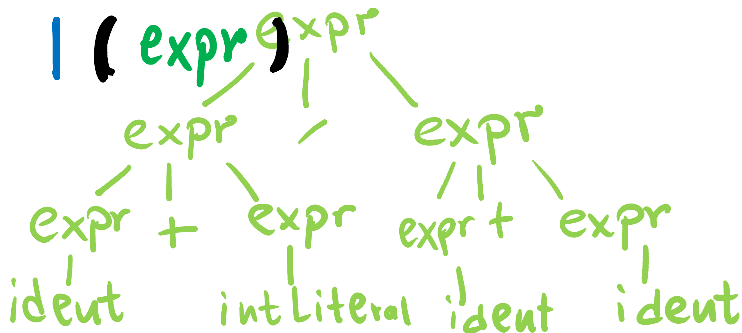 | ( expr ) expr
expr / expr
expr + expr expr + expr
ident intLiteral ident ident